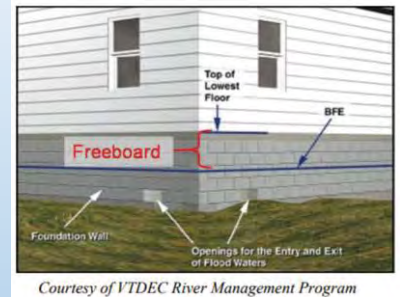 Top of
Lowest
Floor
BFE
Freeboard
Foundation Wall
Openings for the Entry and Exit
of Flood Waters
Courtesy of VTDEC River Management Program